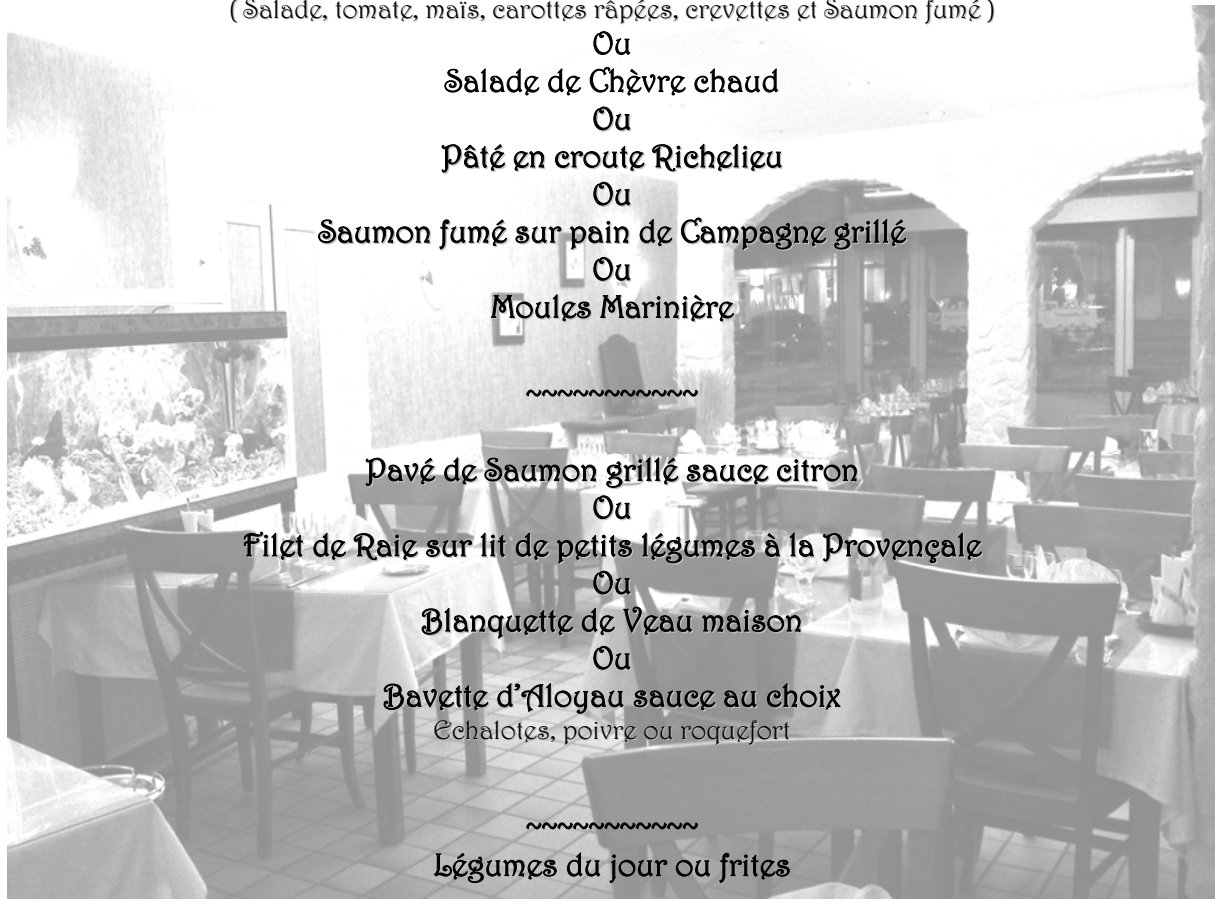 ( Salade, tomate, maïs, carottes râpées, crevettes et Saumon fumé )
Ou
Salade de Chèvre chaud
Ou
Pâté en croute Richelieu
Ou
Saumon fumé sur pain de Campagne grillé
Ou
Moules Marinière
~~~~~~~~~~~
Pavé de Saumon grillé sauce citron
Ou
Filet de Raie sur lit de petits légumes à la Provençale
Ou
Blanquette de Veau maison
Ou
Bavette d’Aloyau sauce au choix
Echalotes, poivre ou roquefort
~~~~~~~~~~~
Légumes du jour ou frites